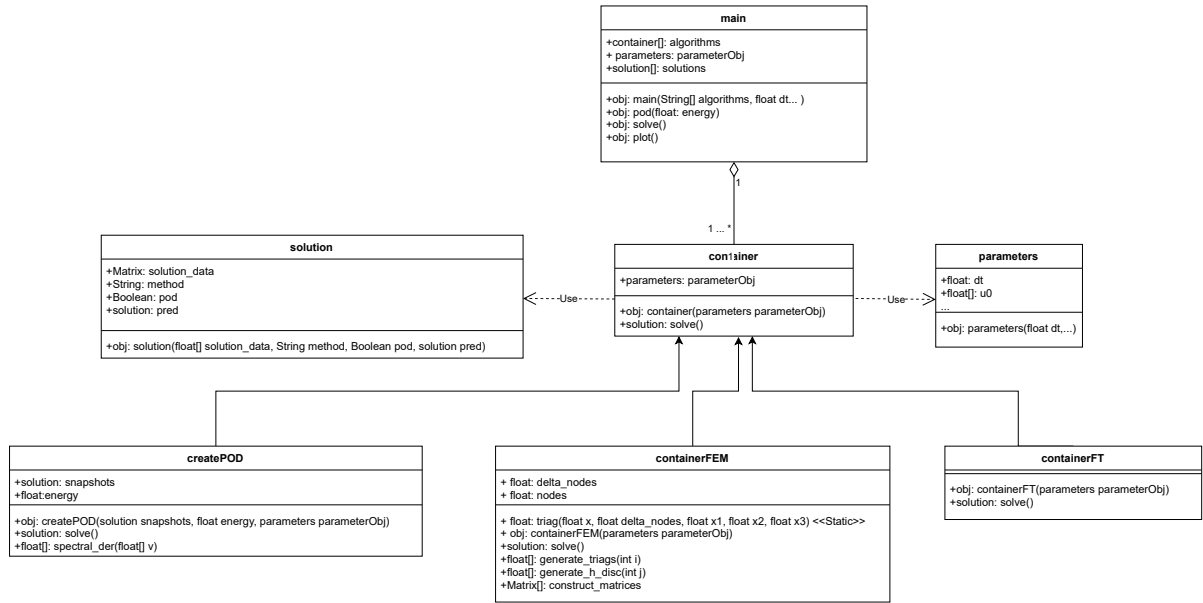 main
+container[]: algorithms
+ parameters: parameterObj
+solution[]: solutions
+obj: main(String[] algorithms, float dt... )
+obj: pod(float: energy)
+obj: solve()
+obj: plot()
1
1 ... *
solution
+Matrix: solution_data
+String: method
+Boolean: pod
+solution: pred
+obj: solution(float[] solution_data, String method, Boolean pod, solution pred)
Use
+parameters: parameterObj
+obj: container(parameters parameterObj)
+solution: solve()
Use
parameters
+float: dt
+float[]: u0
...
+obj: parameters(float dt,...)
createPOD
+solution: snapshots
+float:energy
+obj: createPOD(solution snapshots, float energy, parameters parameterObj)
+solution: solve()
+float[]: spectral_der(float[] v)
containerFEM
+ float: delta_nodes
+ float: nodes
+ float: triag(float x, float delta_nodes, float x1, float x2, float x3) <<Static>>
+ obj: containerFEM(parameters parameterObj)
+solution: solve()
+float[]: generate_triags(int i)
+float[]: generate_h_disc(int j)
+Matrix[]: construct_matrices
containerFT
+obj: containerFT(parameters parameterObj)
+solution: solve()